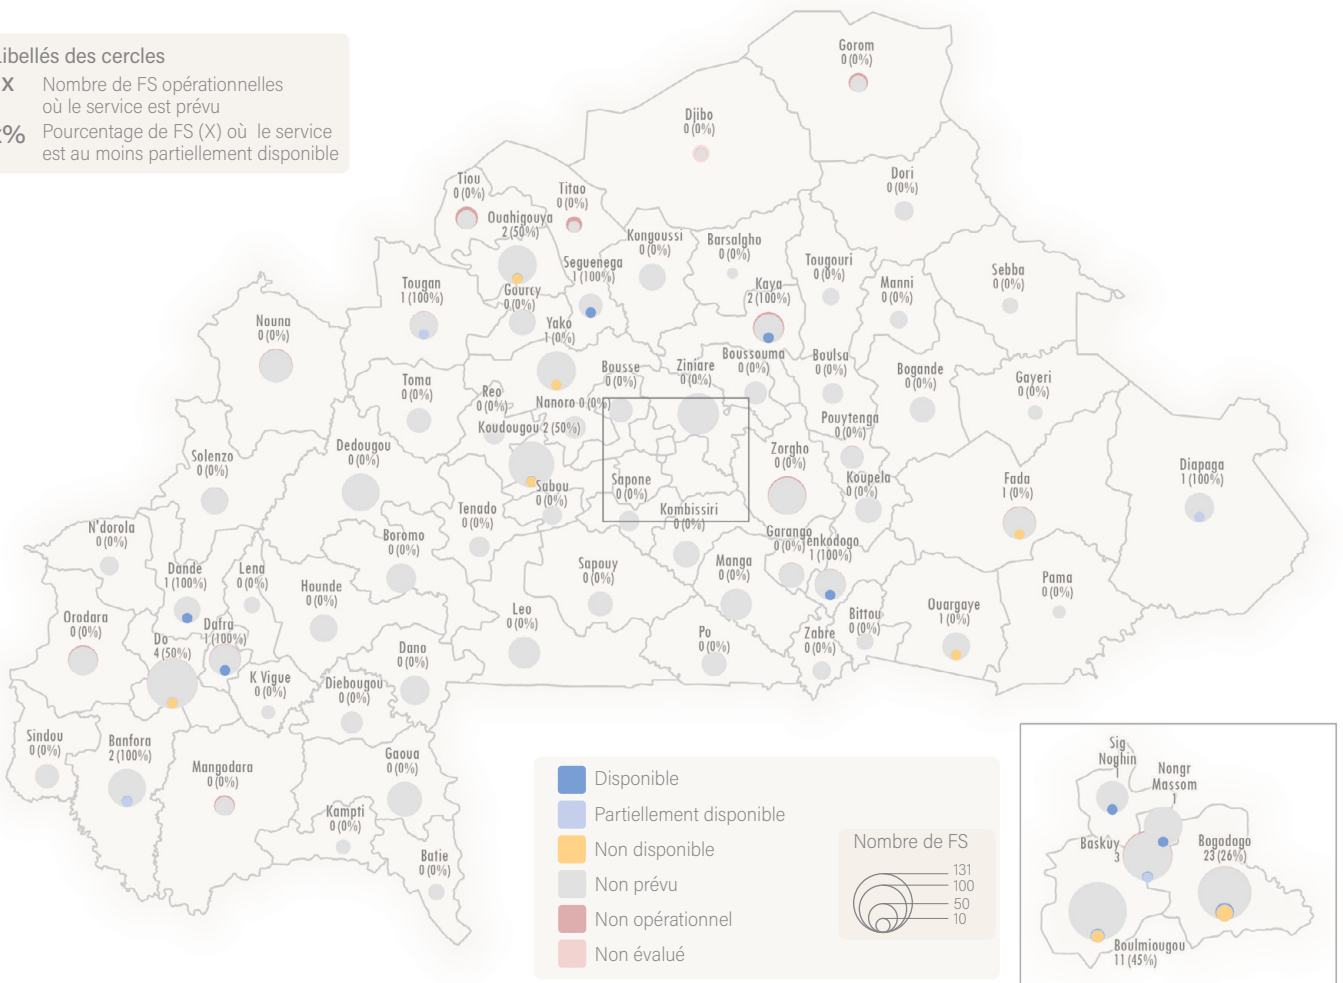 Libellés des cercles
X Nombre de FS opérationnelles
où le service est prévu
% Pourcentage de FS (X) où le service
est au moins partiellement disponible
Gorom
0 (0%)
Djibo
0 (0%)
Dori
0 (0%)
Tiou
0 (0%)
Titao
0 (0%)
Ouahigouya
2 (50%)
Kongoussi
0 (0%)
Barsalgho
0 (0%)
Tougouri
0 (0%)
Seguenega
1 (100%)
Sebba
0 (0%)
Manni
0 (0%)
Kaya
2 (100%)
Tougan
1 (100%)
Gourcy
0 (0%)
Nouna
0 (0%)
Yako
1 (0%)
Bousse
0 (0%)
Ziniare
0 (0%)
Boussouma
0 (0%)
Boulsa
0 (0%)
Bogande
0 (0%)
Gayeri
0 (0%)
Toma
0 (0%)
Reo
0 (0%)
Nanoro 0 (0%)
Koudougou 2 (50%)
Pouytenga
0 (0%)
Dedougou
0 (0%)
Solenzo
0 (0%)
Zorgho
0 (0%)
Diapaga
1 (100%)
Fada
1 (0%)
Koupela
0 (0%)
Sapone
0 (0%)
Sabou
0 (0%)
Tenado
0 (0%)
Kombissiri
0 (0%)
N'dorola
0 (0%)
Boromo
0 (0%)
Garango
0 (0%)
Tenkodogo
1 (100%)
Dande
1 (100%)
Lena
0 (0%)
Hounde
0 (0%)
Sapouy
0 (0%)
Manga
0 (0%)
Pama
0 (0%)
Orodara
0 (0%)
Dafra
1 (100%)
Do
4 (50%)
Leo
0 (0%)
Po
0 (0%)
Zabre
0 (0%)
Bittou
0 (0%)
Ouargaye
1 (0%)
Dano
0 (0%)
K Vigue
0 (0%)
Diebougou
0 (0%)
Sindou
0 (0%)
Banfora
2 (100%)
Mangodara
0 (0%)
Gaoua
0 (0%)
Kampti
0 (0%)
Batie
0 (0%)
Disponible
Partiellement disponible
Non disponible
Non prévu
Non opérationnel
Non évalué
Nombre de FS
131
100
50
10
Sig
Noghin
1
Nongr
Massom
1
Baskuy
3
Bogodogo
23 (26%)
Boulmiougou
11 (45%)